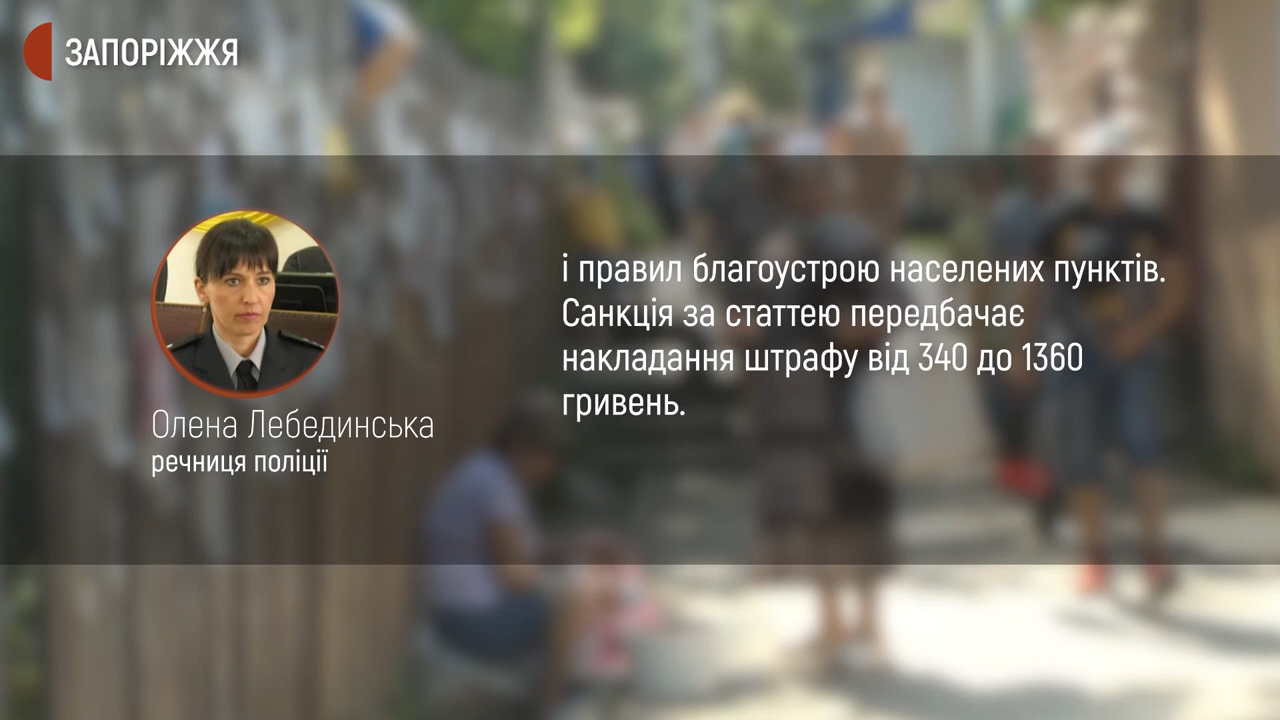 ЗАПОРІЖЖЯ
Олена Лебединська
речниця поліції
і правил благоустрою населених пунктів.
Санкція за статтею передбачає
накладання штрафу від 340 до 1360
гривень.